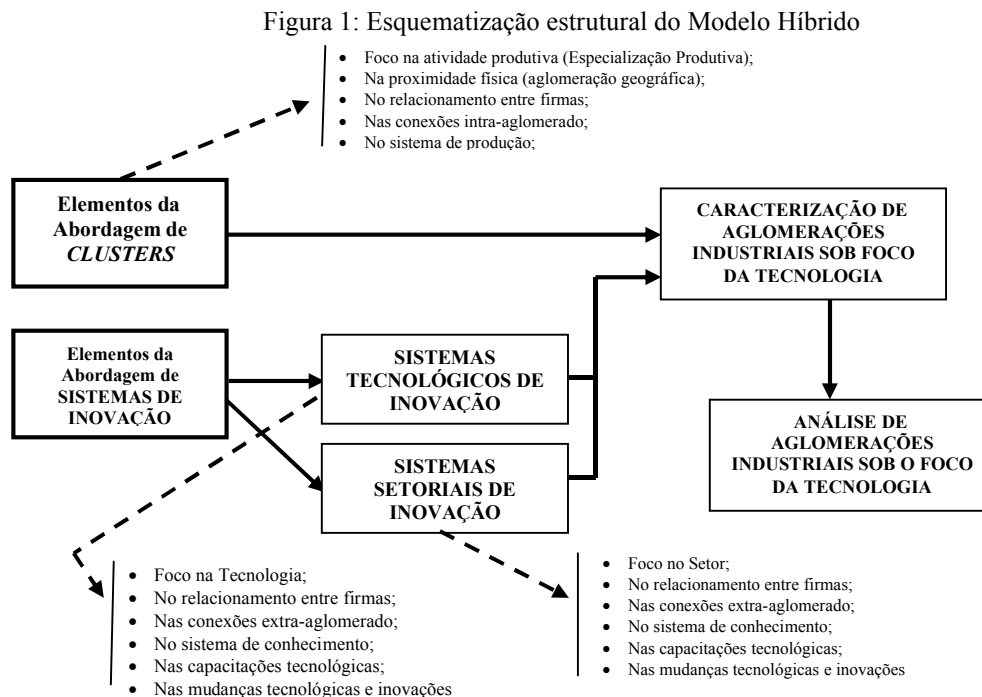 Figura 1: Esquematização estrutural do Modelo Híbrido
• Foco na atividade produtiva (Especialização Produtiva);
• Na proximidade física (aglomeração geográfica);
• No relacionamento entre firmas;
• Nas conexões intra-aglomerado;
• No sistema de produção;
Elementos da
Abordagem de
CLUSTERS
CARACTERIZAÇÃO DE
AGLOMERAÇÕES
INDUSTRIAIS SOB FOCO
DA TECNOLOGIA
Elementos da
Abordagem de
SISTEMAS DE
INOVAÇÃO
SISTEMAS
TECNOLÓGICOS DE
INOVAÇÃO
SISTEMAS
SETORIAIS DE
INOVAÇÃO
ANÁLISE DE
AGLOMERAÇÕES
INDUSTRIAIS SOB O FOCO
DA TECNOLOGIA
• Foco na Tecnologia;
• No relacionamento entre firmas;
• Nas conexões extra-aglomerado;
• No sistema de conhecimento;
• Nas capacitações tecnológicas;
• Nas mudanças tecnológicas e inovações
• Foco no Setor;
• No relacionamento entre firmas;
• Nas conexões extra-aglomerado;
• No sistema de conhecimento;
• Nas capacitações tecnológicas;
• Nas mudanças tecnológicas e inovações